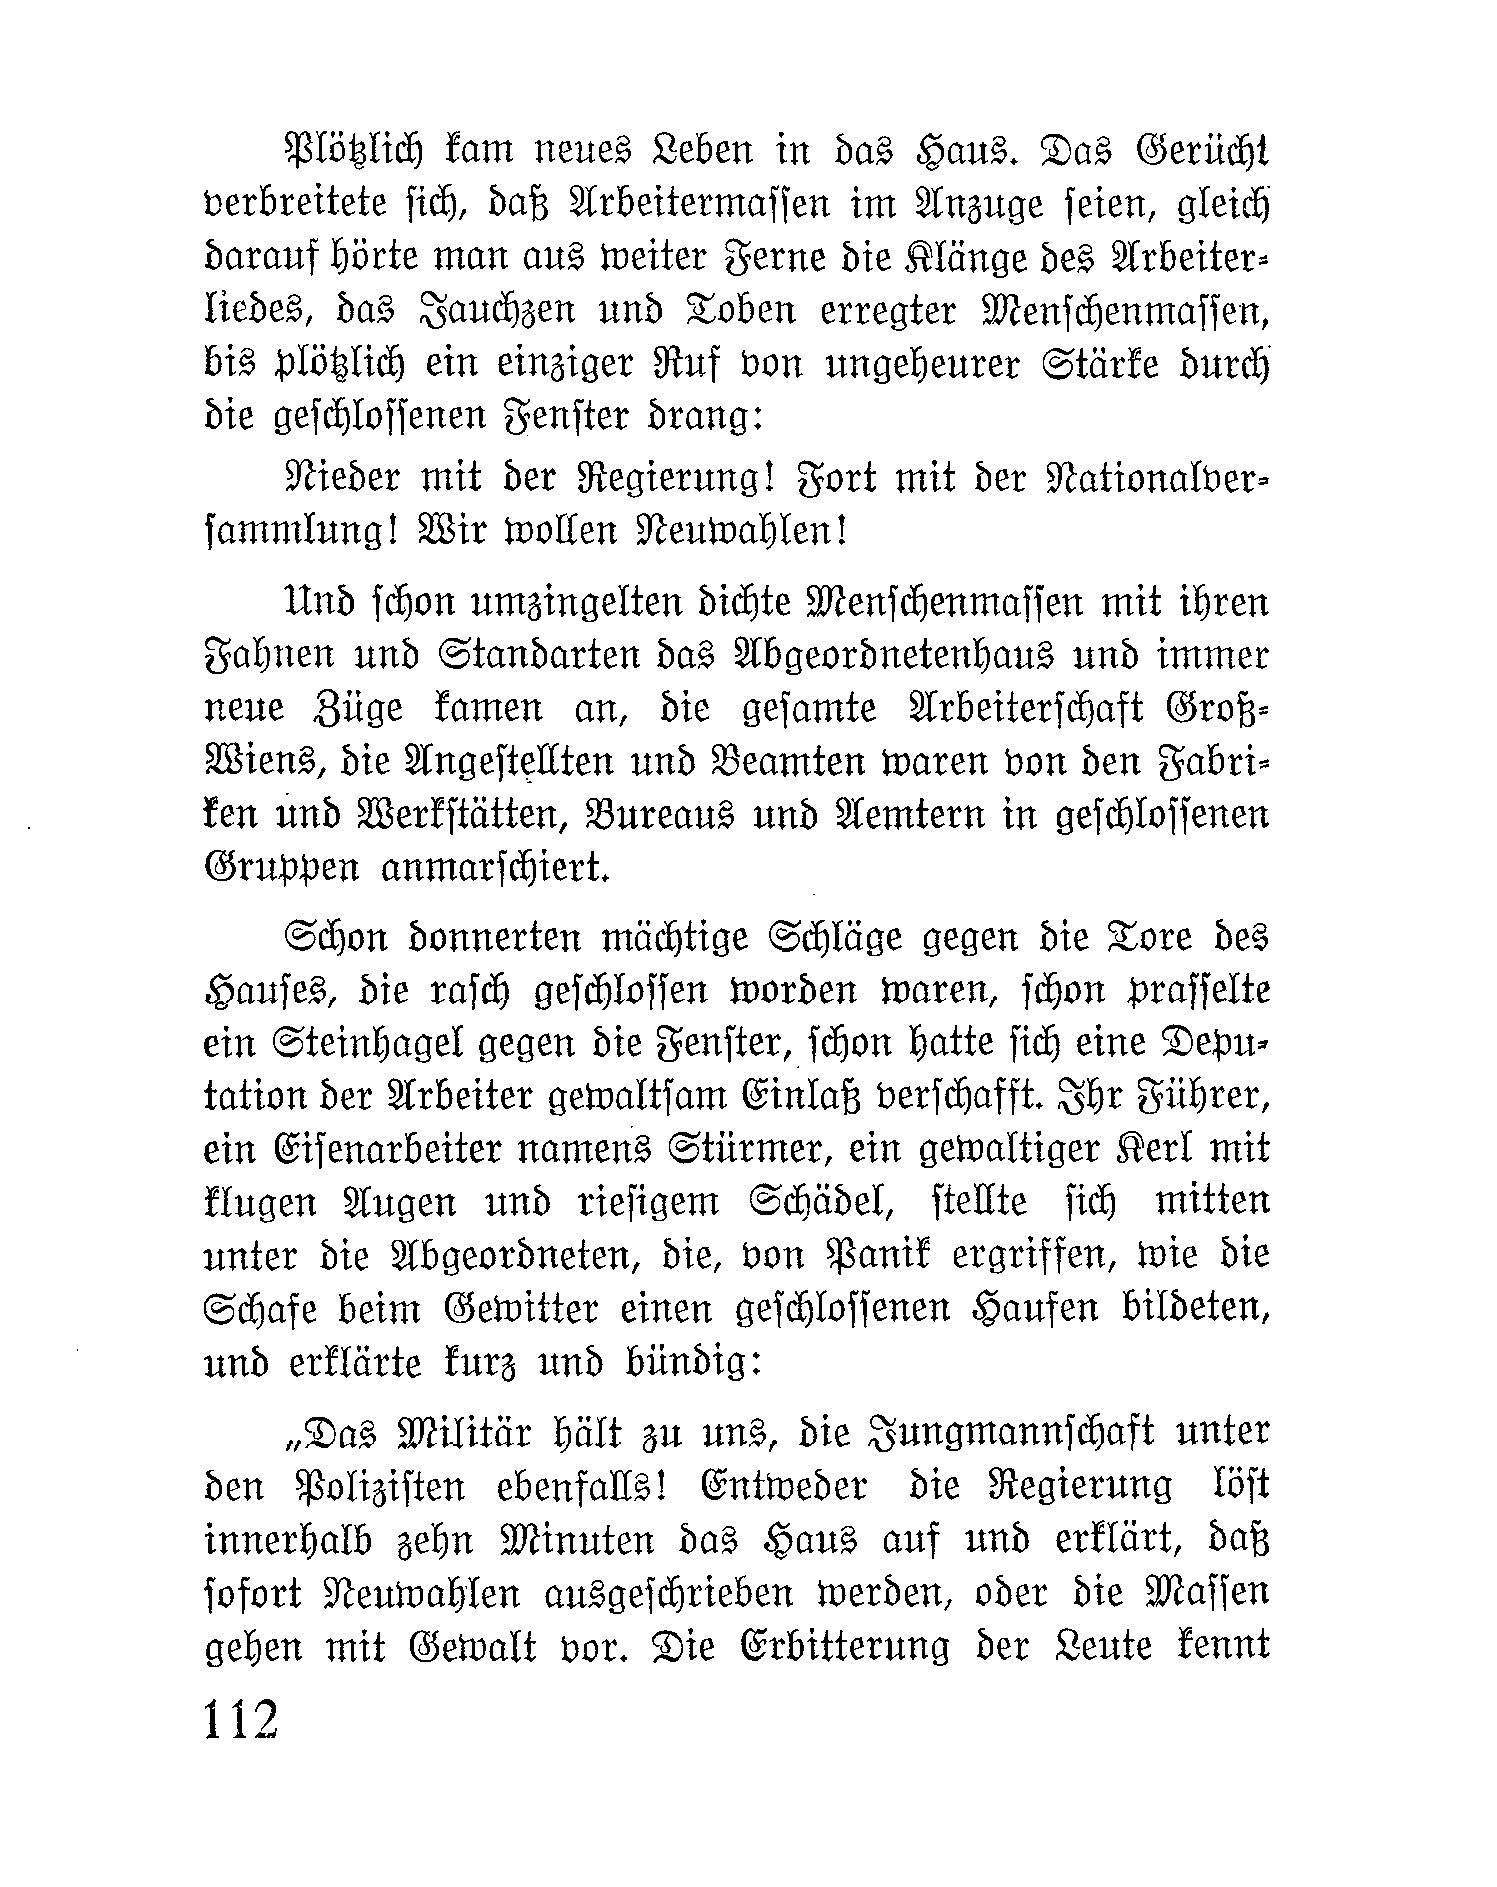 Plötzlich kam neues Leben in das Haus. Das Gerücht
verbreitete sich, daß Arbeitermassen im Anzuge seien, gleich
darauf hörte man aus weiter Ferne die Klänge des Arbeiter-
liedes, das Jauchzen und Toben erregter Menschenmassen,
bis plötzlich ein einziger Ruf von ungeheurer Stärke durch
die geschlossenen Fenster drang:
Nieder mit der Regierung! Fort mit der Nationalver-
sammlung! Wir wollen Neuwahlen!
Und schon umzingelten dichte Menschenmassen mit ihren
Fahnen und Standarten das Abgeordnetenhaus und immer
neue Züge kamen an, die gesamte Arbeiterschaft Groß-
Wiens, die Angestellten und Beamten waren von den Fabri-
ken und Werkstätten, Bureaus und Aemtern in geschlossenen
Gruppen anmarschiert.
Schon donnerten mächtige Schläge gegen die Tore des
Hauses, die rasch geschlossen worden waren, schon prasselte
ein Steinhagel gegen die Fenster, schon hatte sich eine Depu-
tation der Arbeiter gewaltsam Einlaß verschafft. Ihr Führer,
ein Eisenarbeiter namens Stürmer, ein gewaltiger Kerl mit
klugen Augen und riesigem Schädel, stellte sich mitten
unter die Abgeordneten, die, von Panik ergriffen, wie die
Schafe beim Gewitter einen geschlossenen Haufen bildeten,
und erklärte kurz und bündig:
„Das Militär hält zu uns, die Jungmannschaft unter
den Polizisten ebenfalls! Entweder die Regierung löst
innerhalb zehn Minuten das Haus auf und erklärt, daß
sofort Neuwahlen ausgeschrieben werden, oder die Massen
gehen mit Gewalt vor. Die Erbitterung der Leute kennt
112